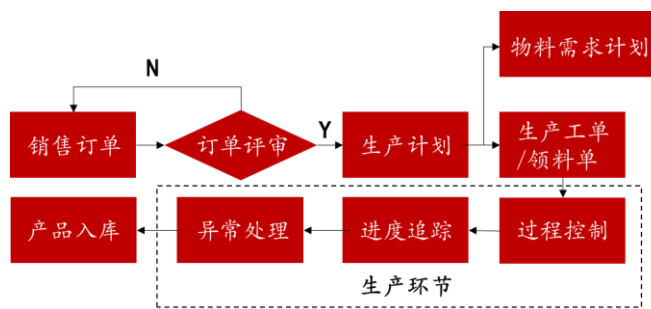 物料需求计划
N
销售订单
订单评审
Y
生产计划
生产工单
/领料单
产品入库
异常处理
进度追踪
过程控制
生产环节